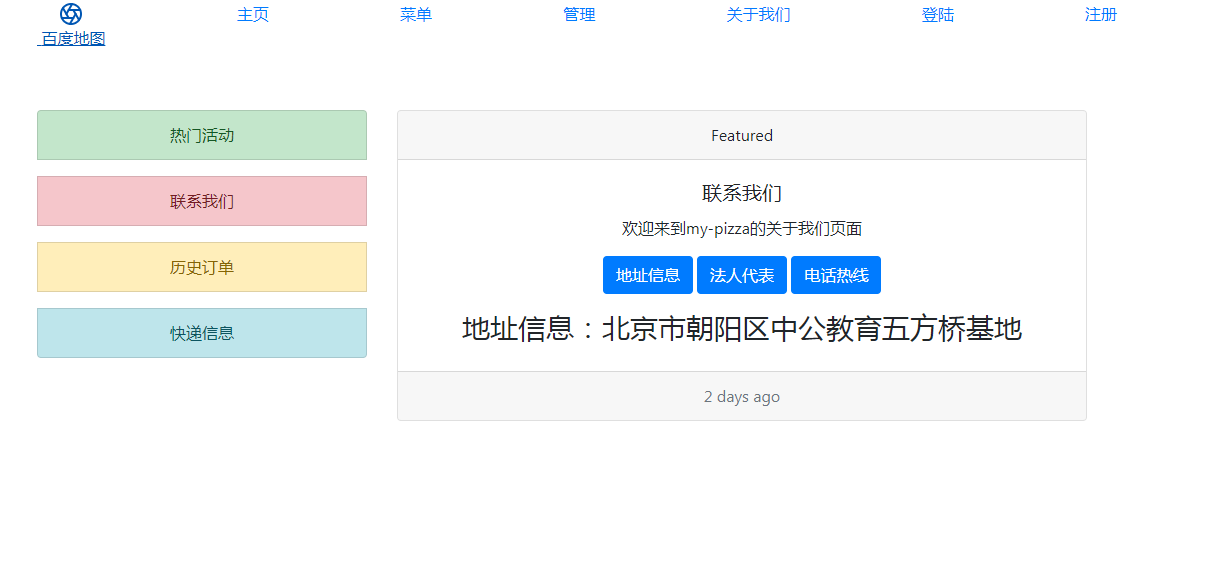 主页 菜单 管理 关于我们 登陆 注册
百度地图
热门活动
联系我们
历史订单
快递信息
Featured
联系我们
欢迎来到my-pizza的关于我们页面
地址信息 法人代表 电话热线
地址信息：北京市朝阳区中公教育五方桥基地
2 days ago